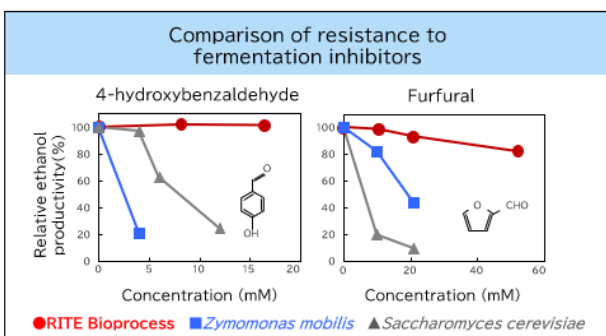 Comparison of resistance to
fermentation inhibitors
4-hydroxybenzaldehyde
Furfural
Relative ethanol
productivity(%)
100
80
60
40
20
0
0
5
10
15
20
Concentration (mM)
O
OH
100
80
60
40
20
0
0
20
40
60
Concentration (mM)
O
CHO
RITE Bioprocess
Zymomonas mobilis
Saccharomyces cerevisiae